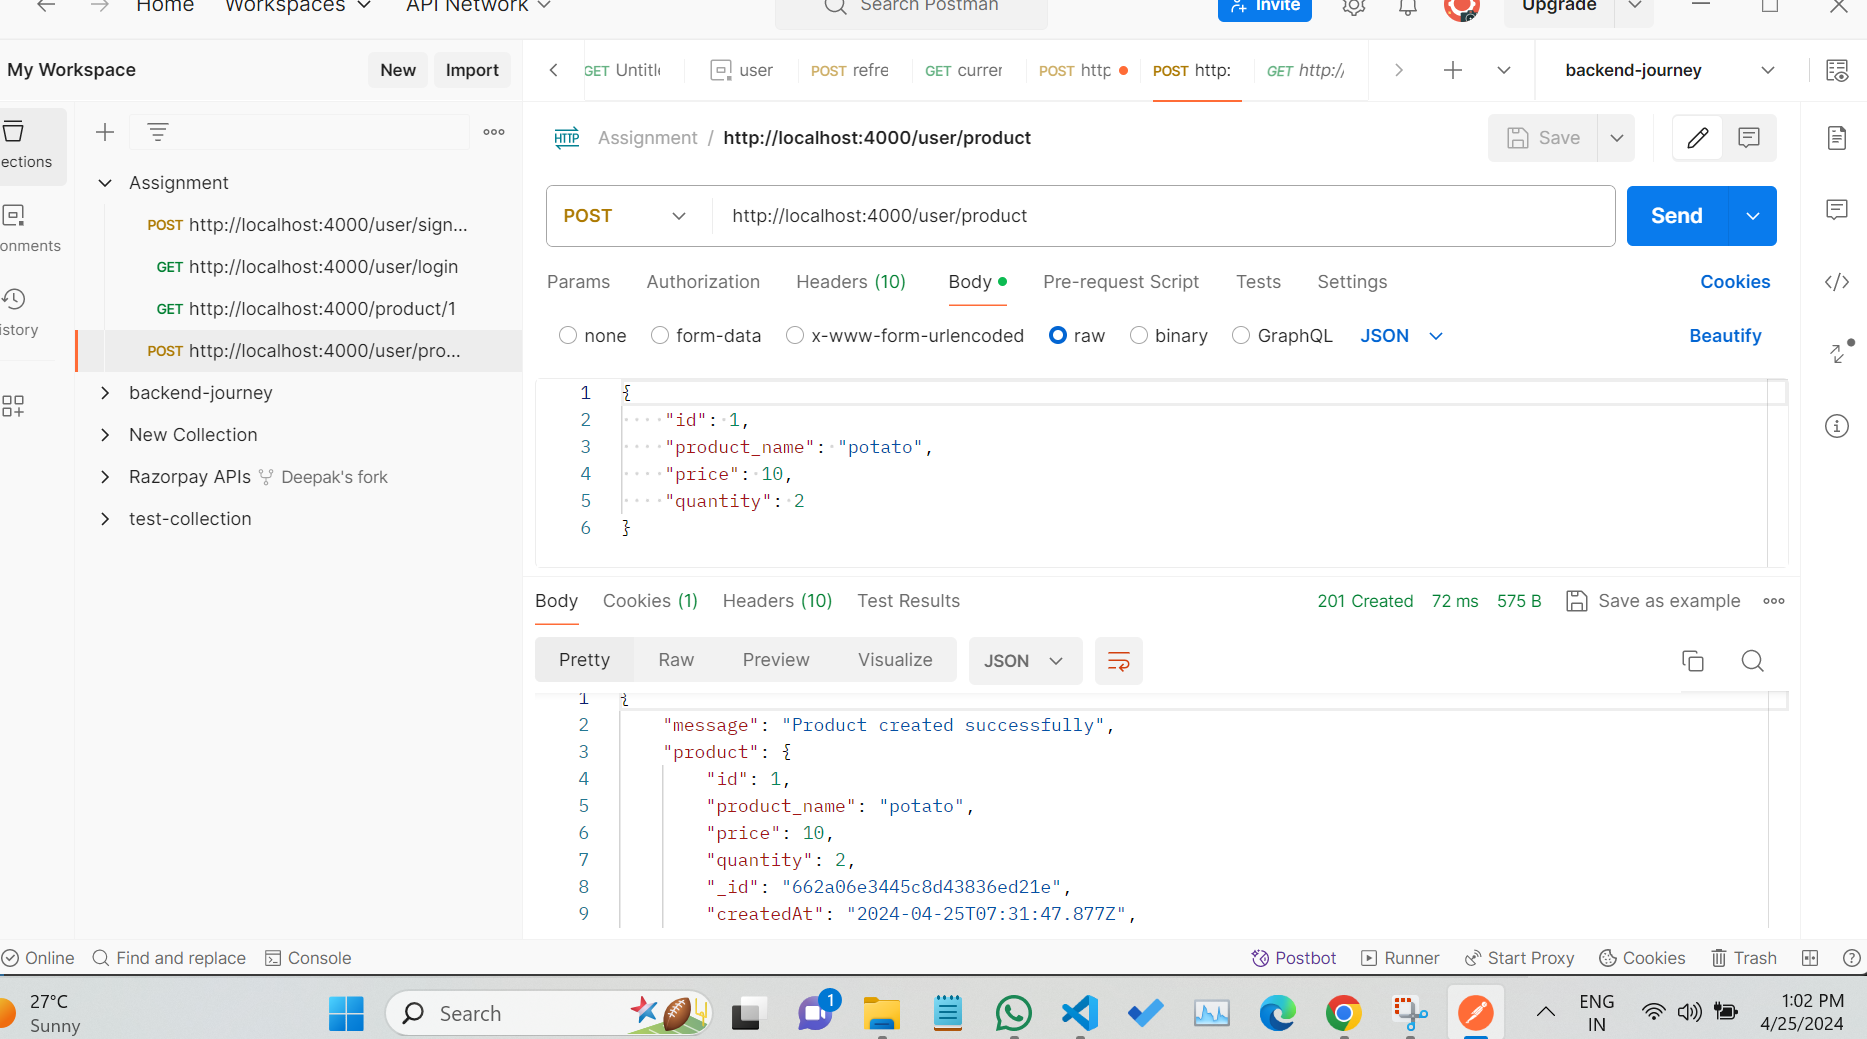 Home Workspaces API Network Search Postman Invite Upgrade
My Workspace New Import GET Untitl user POST refre GET currer POST http POST http: GET http:// backend-journey
HTTP Assignment / http://localhost:4000/user/product Save
ections
Assignment
POST http://localhost:4000/user/sign...
POST http://localhost:4000/user/product Send
onments
GET http://localhost:4000/user/login
Params Authorization Headers (10) Body Pre-request Script Tests Settings Cookies
GET http://localhost:4000/product/1
istory
none form-data x-www-form-urlencoded raw binary GraphQL JSON Beautify
POST http://localhost:4000/user/pro...
backend-journey
New Collection
Razorpay APIs Deepak's fork
test-collection
1 {
2 "id": 1,
3 "product_name": "potato",
4 "price": 10,
5 "quantity": 2
6 }
Body Cookies (1) Headers (10) Test Results 201 Created 72 ms 575 B Save as example
Pretty Raw Preview Visualize JSON
1 {
2 "message": "Product created successfully",
3 "product": {
4 "id": 1,
5 "product_name": "potato",
6 "price": 10,
7 "quantity": 2,
8 "_id": "662a06e3445c8d43836ed21e",
9 "createdAt": "2024-04-25T07:31:47.877Z",
Online Find and replace Console Postbot Runner Start Proxy Cookies Trash
27°C
Sunny
Search
1
ENG
IN
1:02 PM
4/25/2024